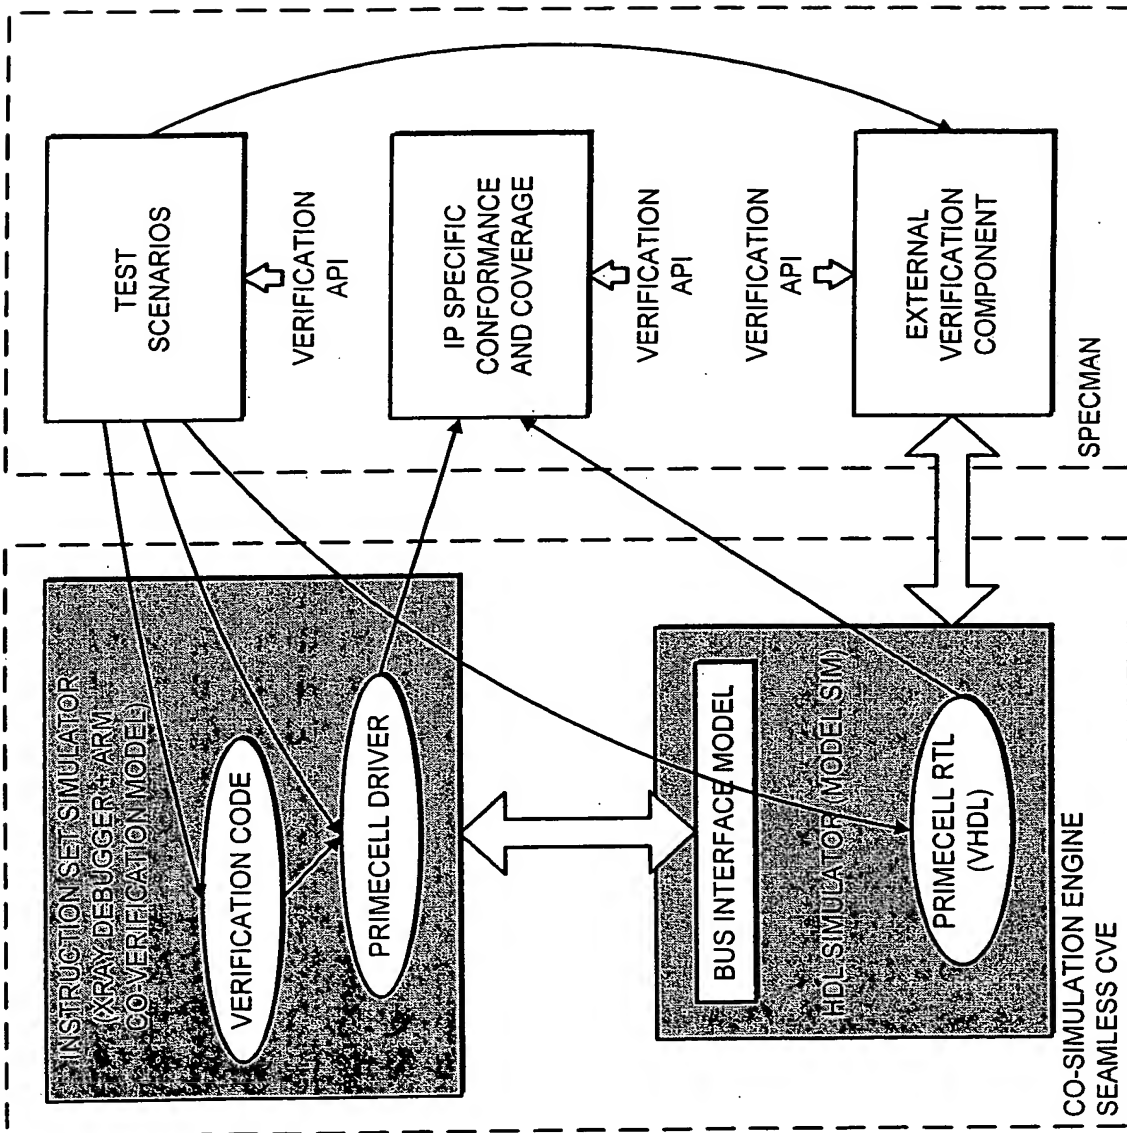 INSTRUCTION SET SIMULATOR
(XRAY DEBUGGER + ARM
CO-VERIFICATION MODEL)
VERIFICATION CODE
PRIMECELL DRIVER
BUS INTERFACE MODEL
HDL SIMULATOR (MODELSIM)
PRIMECELL RTL
(VHDL)
CO-SIMULATION ENGINE
SEAMLESS CVE
TEST
SCENARIOS
VERIFICATION
API
IP SPECIFIC
CONFORMANCE
AND COVERAGE
VERIFICATION
API
VERIFICATION
API
EXTERNAL
VERIFICATION
COMPONENT
SPECMAN